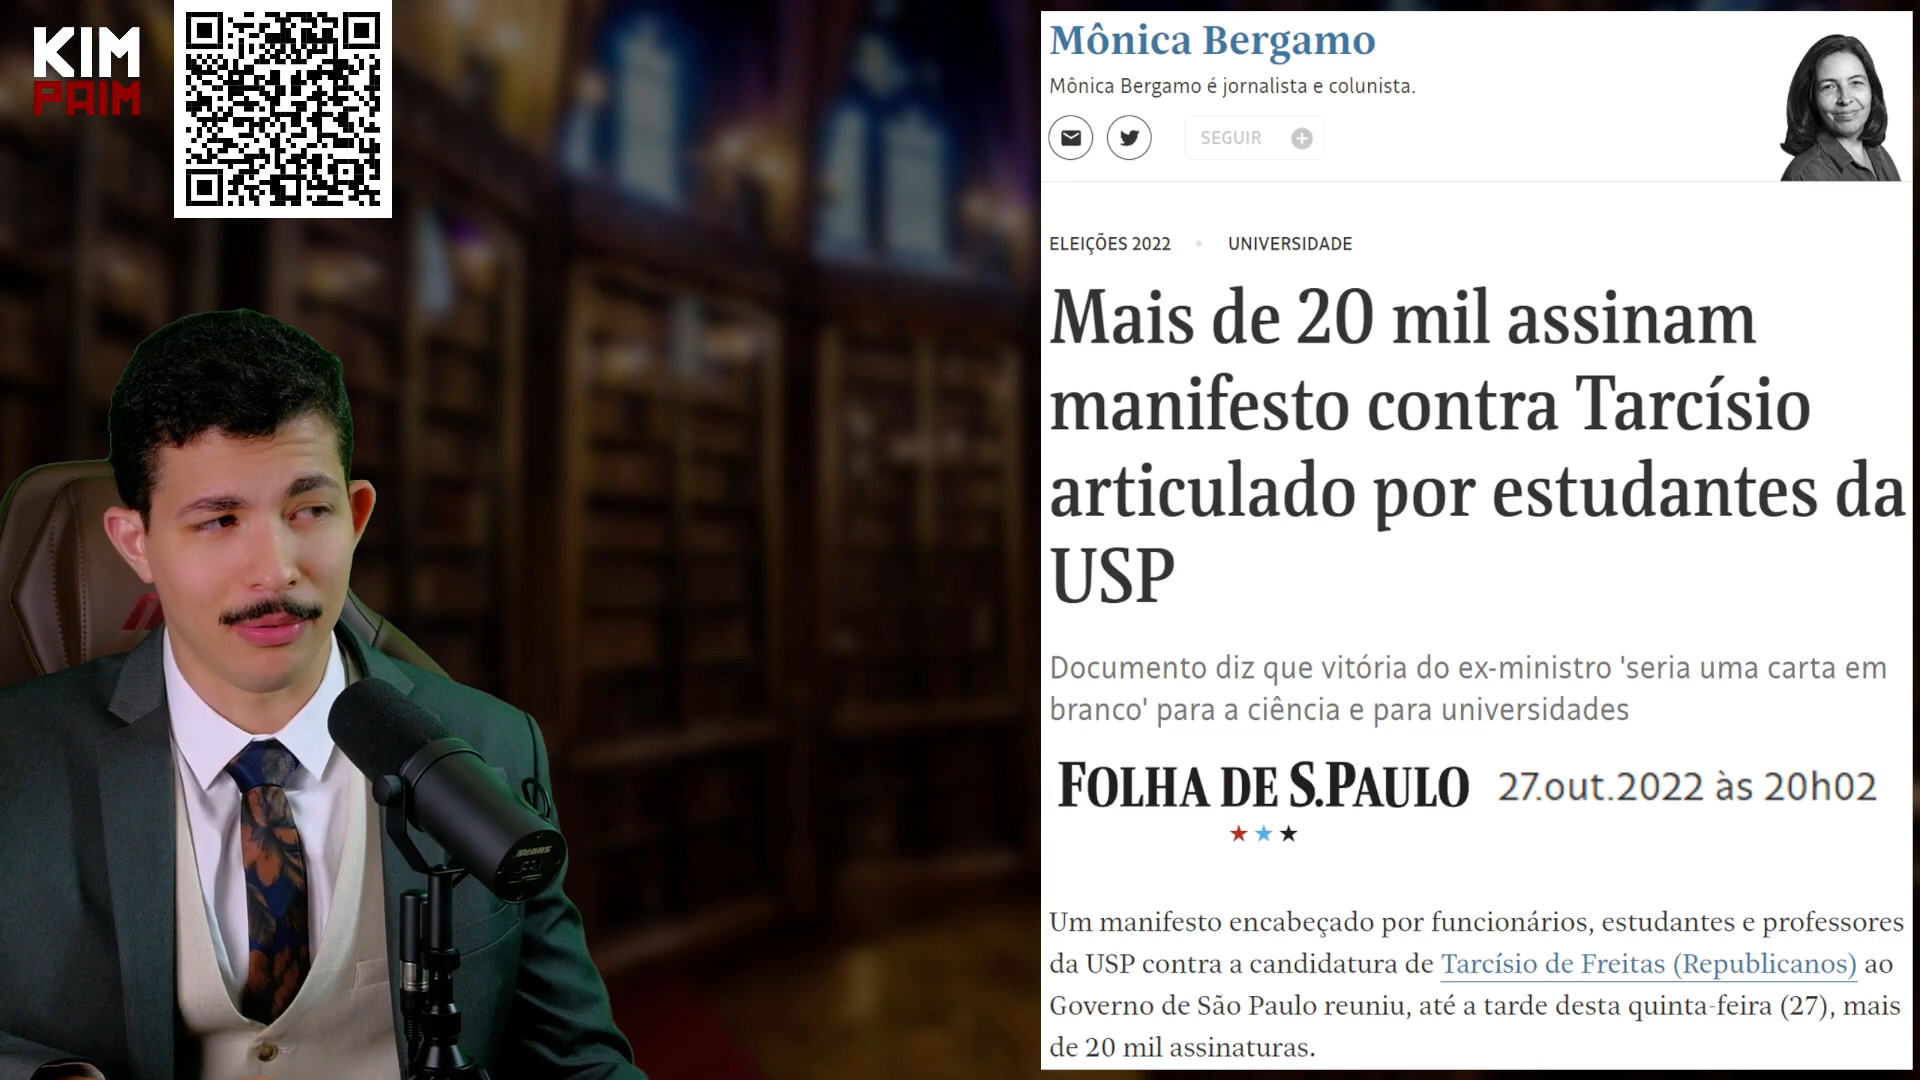 KIM
PAIM
Mônica Bergamo
Mônica Bergamo é jornalista e colunista.
SEGUIR
ELEIÇÕES 2022 • UNIVERSIDADE
Mais de 20 mil assinam
manifesto contra Tarcísio
articulado por estudantes da
USP
Documento diz que vitória do ex-ministro 'seria uma carta em
branco' para a ciência e para universidades
FOLHA DE S.PAULO 27.out.2022 às 20h02
Um manifesto encabeçado por funcionários, estudantes e professores
da USP contra a candidatura de Tarcísio de Freitas (Republicanos) ao
Governo de São Paulo reuniu, até a tarde desta quinta-feira (27), mais
de 20 mil assinaturas.